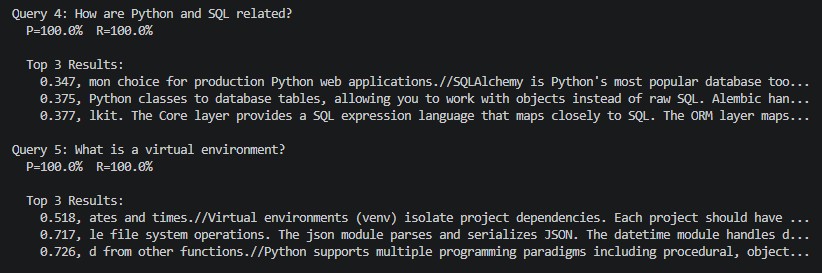 Query 4: How are Python and SQL related?
P=100.0% R=100.0%
Top 3 Results:
0.347, mon choice for production Python web applications.//SQLAlchemy is Python's most popular database too...
0.375, Python classes to database tables, allowing you to work with objects instead of raw SQL. Alembic han...
0.377, lkit. The Core layer provides a SQL expression language that maps closely to SQL. The ORM layer maps...
Query 5: What is a virtual environment?
P=100.0% R=100.0%
Top 3 Results:
0.518, ates and times.//Virtual environments (venv) isolate project dependencies. Each project should have ...
0.717, le file system operations. The json module parses and serializes JSON. The datetime module handles d...
0.726, d from other functions.//Python supports multiple programming paradigms including procedural, object...